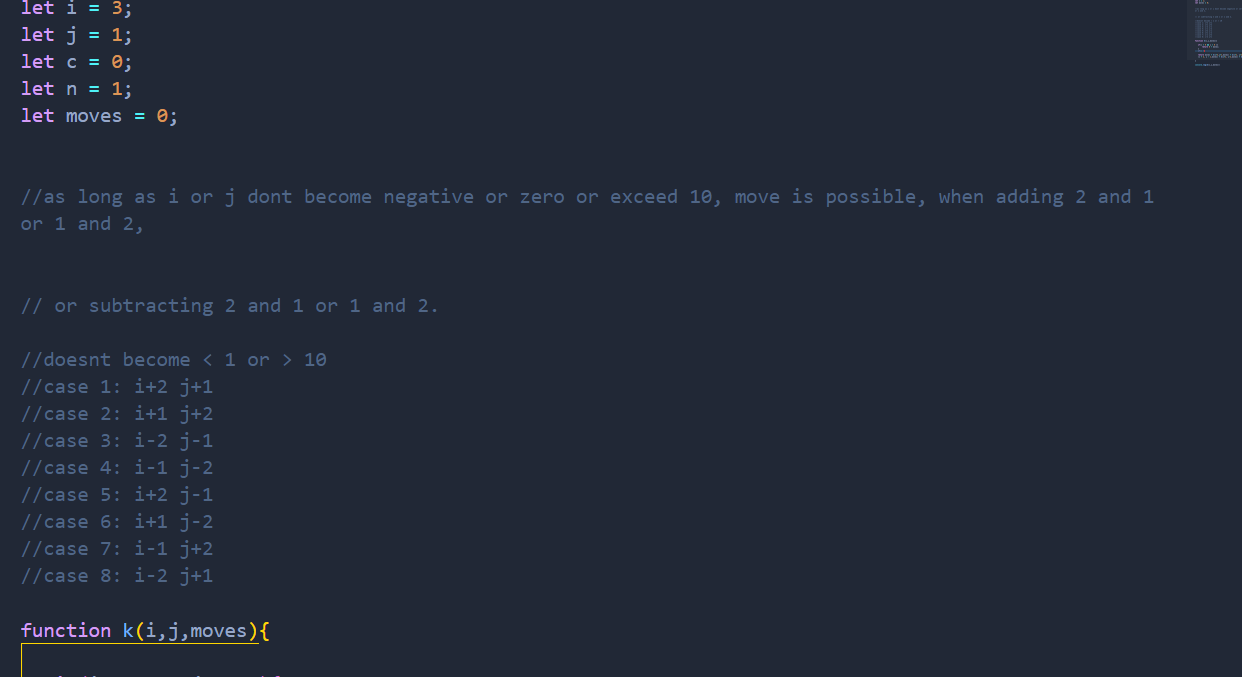 let i = 3;
let j = 1;
let c = 0;
let n = 1;
let moves = 0;
//as long as i or j dont become negative or zero or exceed 10, move is possible, when adding 2 and 1
or 1 and 2,
// or subtracting 2 and 1 or 1 and 2.
//doesnt become < 1 or > 10
//case 1: i+2 j+1
//case 2: i+1 j+2
//case 3: i-2 j-1
//case 4: i-1 j-2
//case 5: i+2 j-1
//case 6: i+1 j-2
//case 7: i-1 j+2
//case 8: i-2 j+1
function k(i,j,moves){